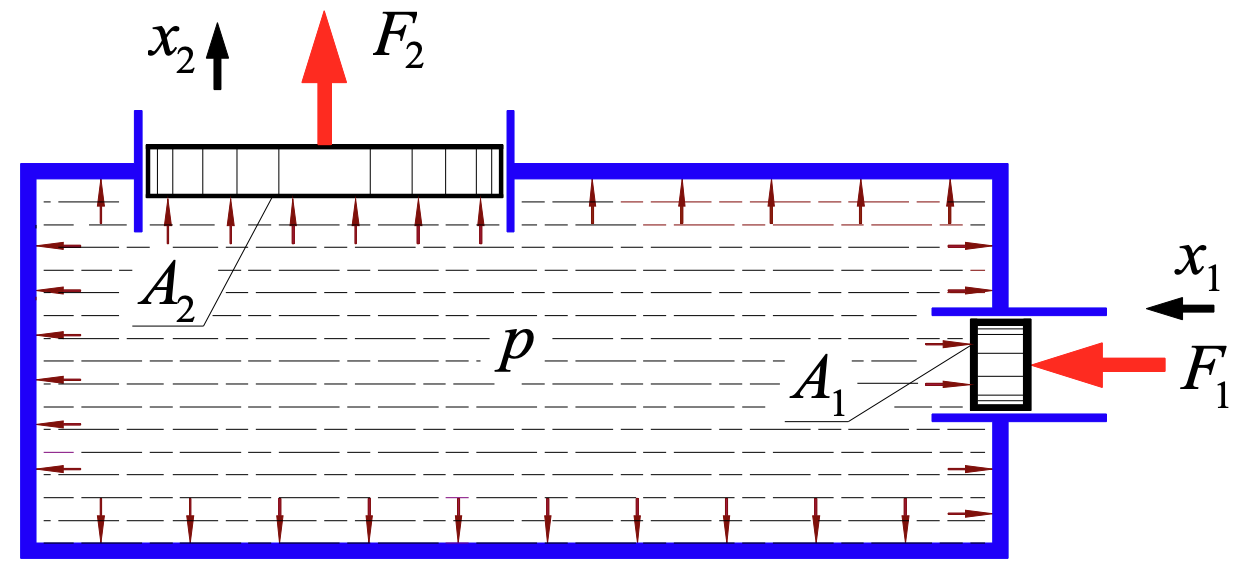 x₂
F₂
x₁
A₂
p
F₁
A₁